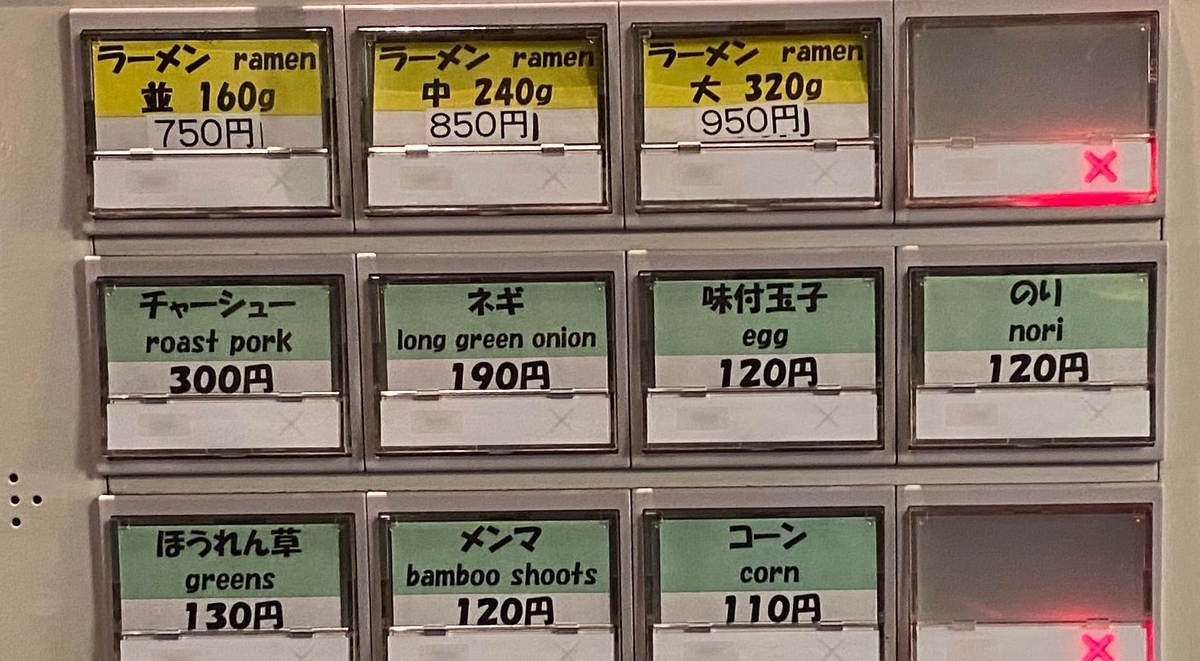 ラーメン ramen
並 160g
750円
ラーメン ramen
中 240g
850円
ラーメン ramen
大 320g
950円
×
チャーシュー
roast pork
300円
ネギ
long green onion
190円
味付玉子
egg
120円
のり
nori
120円
ほうれん草
greens
130円
メンマ
bamboo shoots
120円
コーン
corn
110円
×